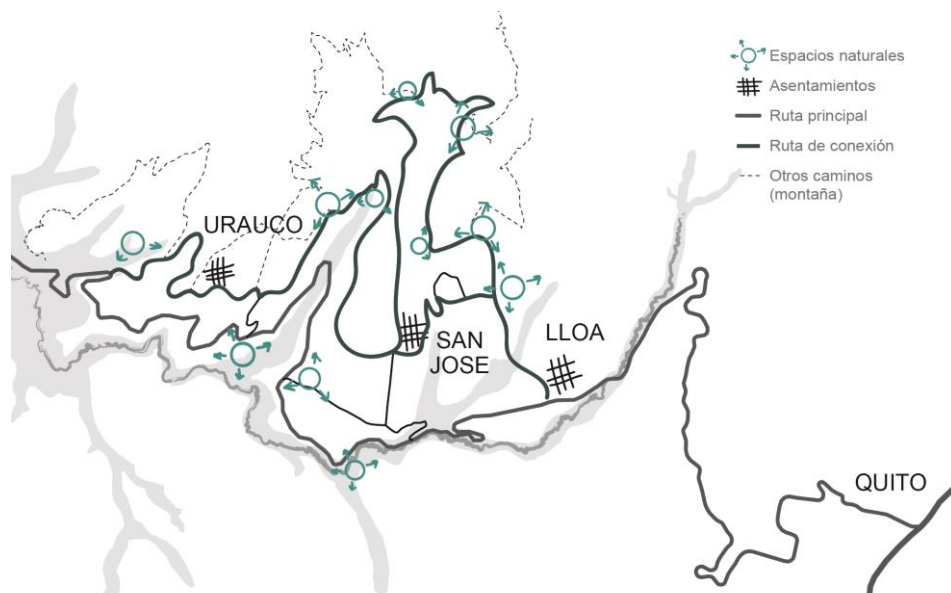 Espacios naturales
Asentamientos
Ruta principal
Ruta de conexión
Otros caminos
(montaña)
URAUCO
SAN
JOSE
LLOA
QUITO